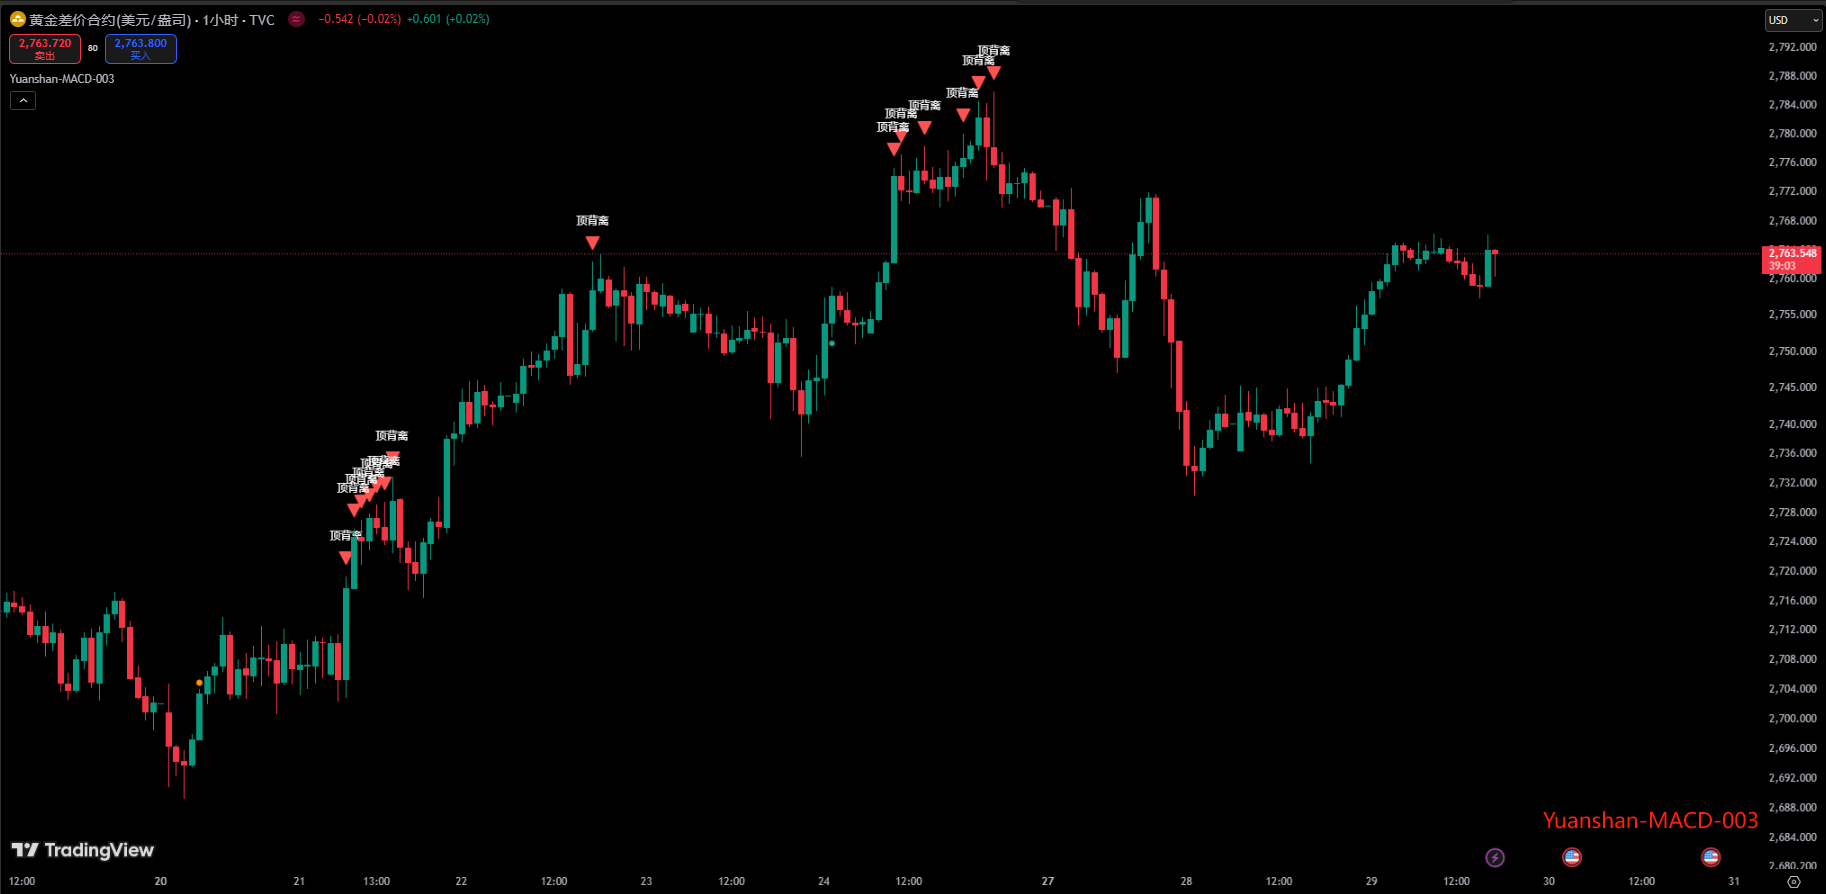 黄金差价合约(美元/盎司) · 1小时 · TVC −0.542 (−0.02%) +0.601 (+0.02%)
2,763.720 卖出 80 2,763.800 买入
Yuanshan-MACD-003
USD
2,792.000
2,788.000
2,784.000
2,780.000
2,776.000
2,772.000
2,768.000
2,763.548
39:03
2,760.000
2,755.000
2,750.000
2,745.000
2,740.000
2,736.000
2,732.000
2,728.000
2,724.000
2,720.000
2,716.000
2,712.000
2,708.000
2,704.000
2,700.000
2,696.000
2,692.000
2,688.000
2,684.000
2,680.200
顶背离
顶背离
顶背离
顶背离
顶背离
顶背离
顶背离
顶背离
顶背离
顶背离
顶背离
顶背离
顶背离
Yuanshan-MACD-003
TradingView
12:00 20 21 13:00 22 12:00 23 12:00 24 12:00 27 28 12:00 29 12:00 30 12:00 31